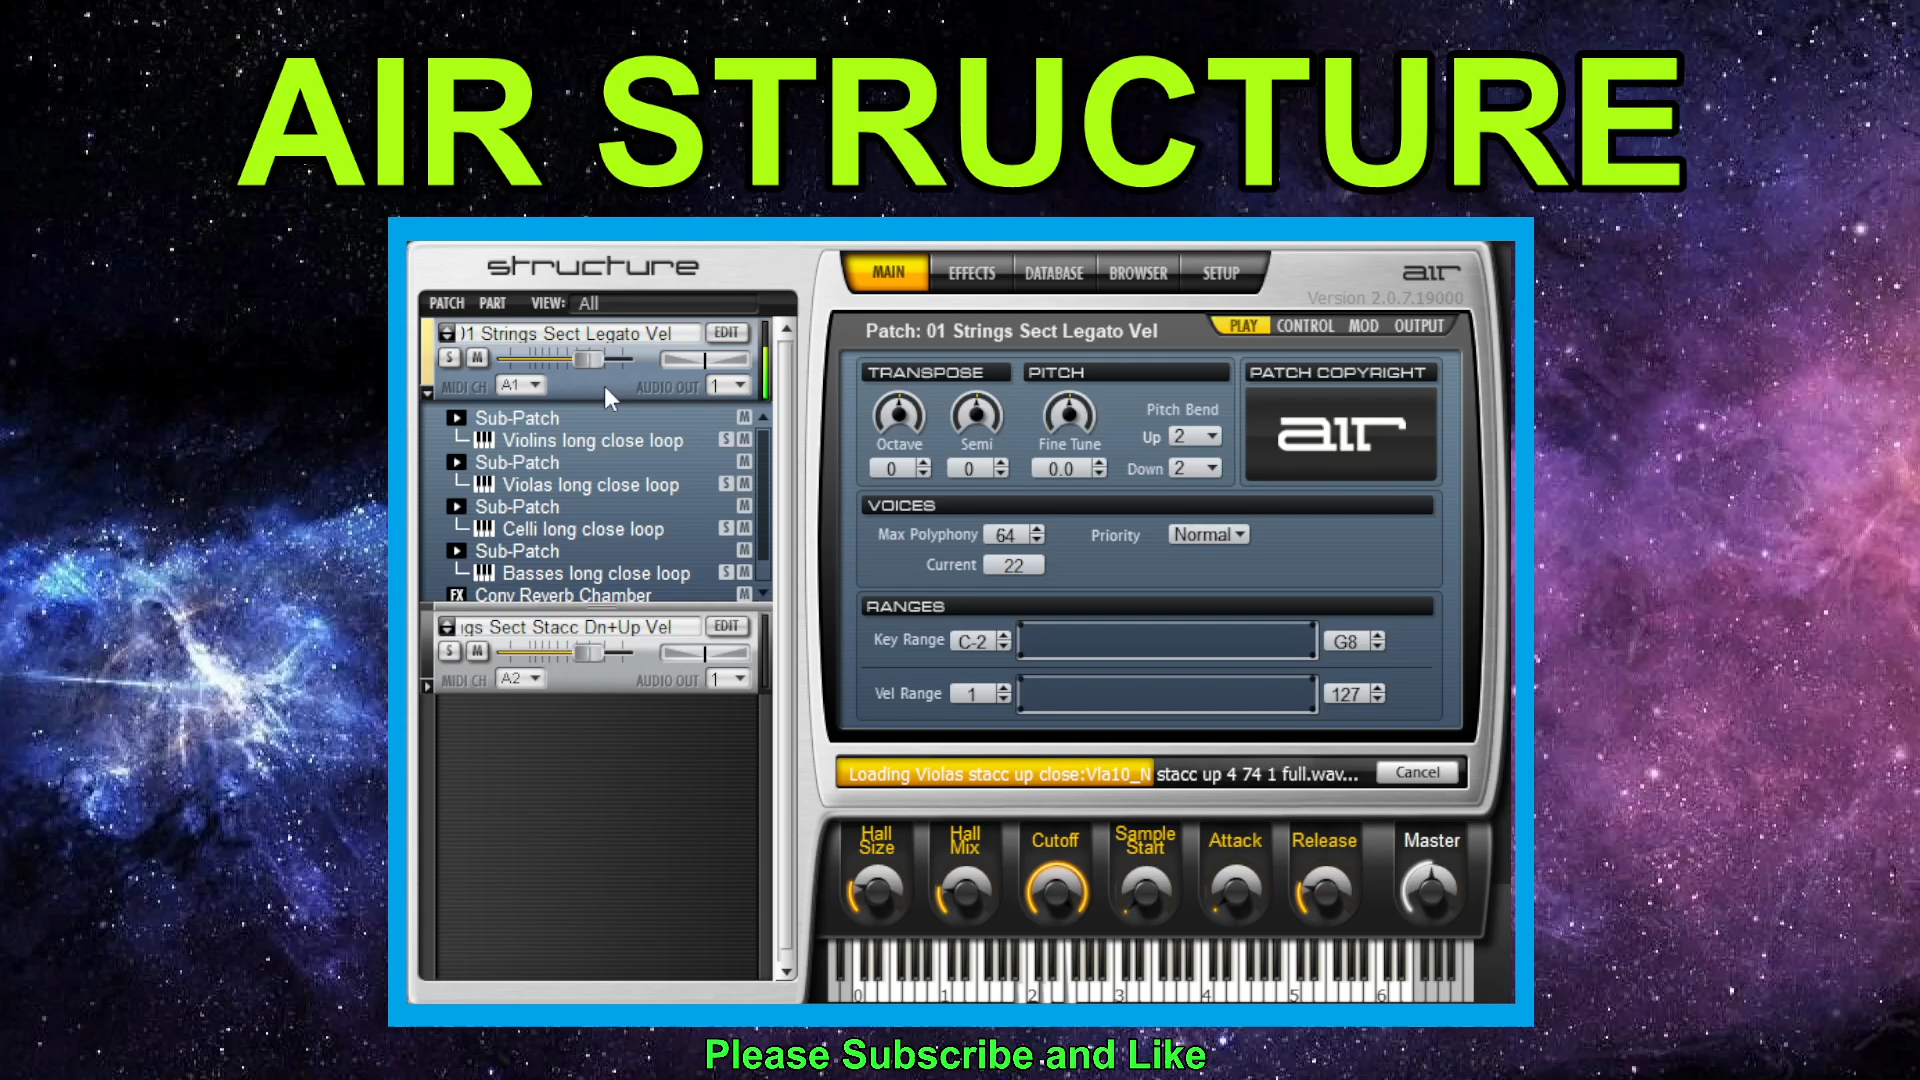 AIR STRUCTURE
structure
MAIN EFFECTS DATABASE BROWSER SETUP
air
Version 2.0.7.19000
PATCH PART VIEW: All
01 Strings Sect Legato Vel EDIT
S M
MIDI CH A1 AUDIO OUT 1
Sub-Patch M
Violins long close loop S M
Sub-Patch M
Violas long close loop S M
Sub-Patch M
Celli long close loop S M
Sub-Patch M
Basses long close loop S M
FX Conv Reverb Chamber M
ngs Sect Stacc Dn+Up Vel EDIT
S M
MIDI CH A2 AUDIO OUT 1
Patch: 01 Strings Sect Legato Vel
PLAY CONTROL MOD OUTPUT
TRANSPOSE PITCH PATCH COPYRIGHT
Octave Semi Fine Tune
0 0 0.0
Pitch Bend
Up 2
Down 2
air
VOICES
Max Polyphony 64 Priority Normal
Current 22
RANGES
Key Range C-2 G8
Vel Range 1 127
Loading Violas stacc up close:Vla10_N stacc up 4 74 1 full.wav... Cancel
Hall Size Hall Mix Cutoff Sample Start Attack Release Master
0 1 2 3 4 5 6
Please Subscribe and Like